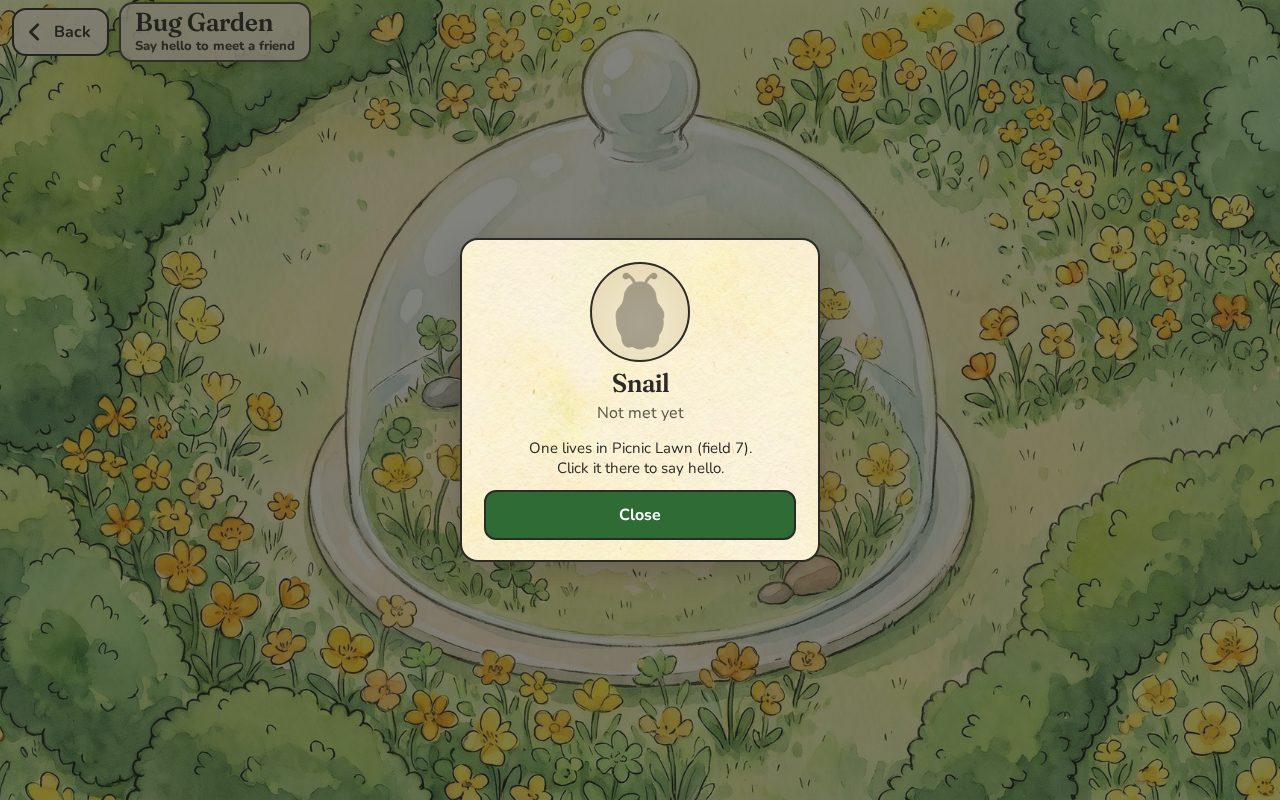 Back
Bug Garden
Say hello to meet a friend
Snail
Not met yet
One lives in Picnic Lawn (field 7).
Click it there to say hello.
Close